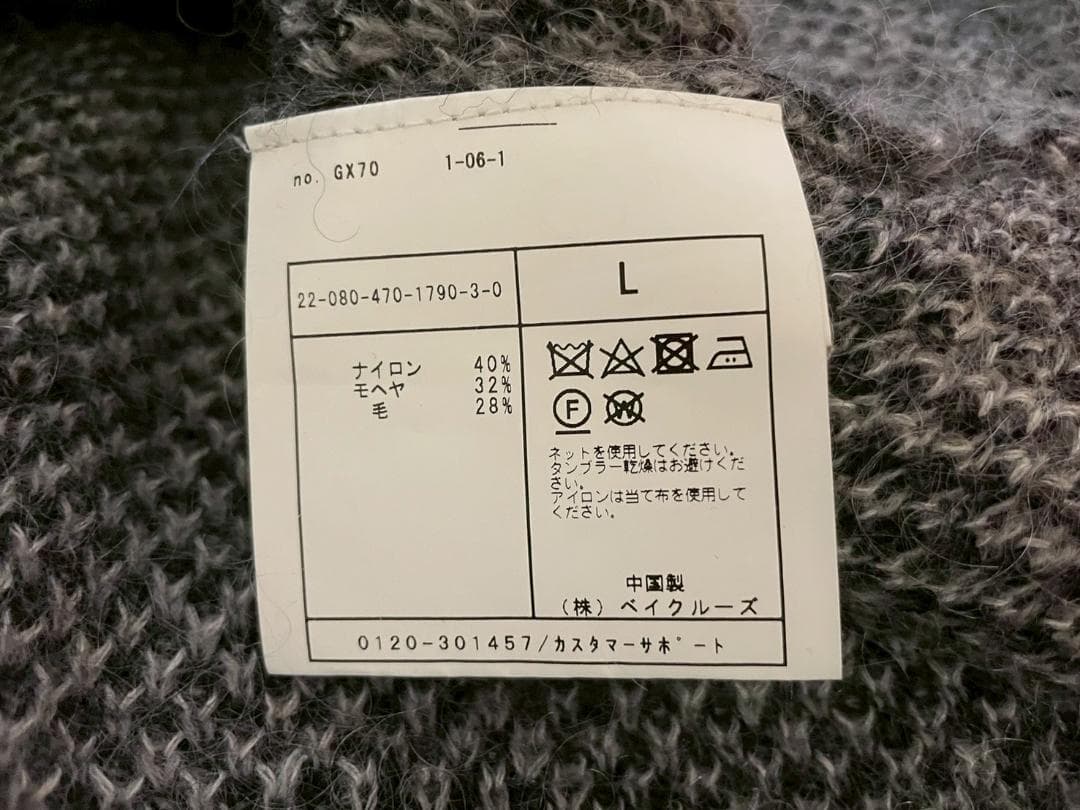 no. GX70 1-06-1
22-080-470-1790-3-0
L
ナイロン 40%
モヘヤ 32%
毛 28%
F
W
ネットを使用してください。
タンブラー乾燥はお避けくだ
さい。
アイロンは当て布を使用して
ください。
中国製
(株) ベイクルーズ
0120-301457/カスタマーサポート